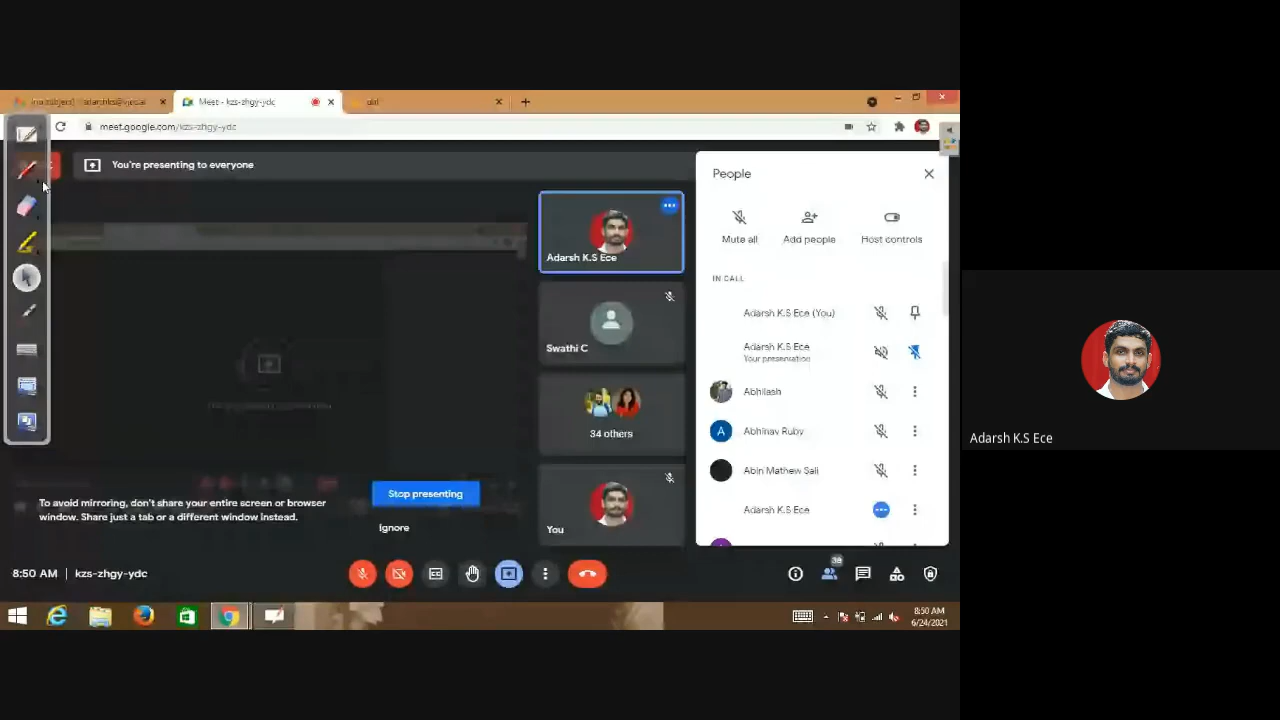 Meet - kzs-zhgy-ydc
meet.google.com/kzs-zhgy-ydc
You're presenting to everyone
Adarsh K.S Ece
Swathi C
34 others
You
To avoid mirroring, don't share your entire screen or browser
window. Share just a tab or a different window instead.
Stop presenting
Ignore
People
Mute all
Add people
Host controls
IN CALL
Adarsh K.S Ece (You)
Adarsh K.S Ece
Your presentation
Abhilash
A
Abhinav Ruby
Abin Mathew Sali
Adarsh K.S Ece
8:50 AM | kzs-zhgy-ydc
38
8:50 AM
6/24/2021
Adarsh K.S Ece